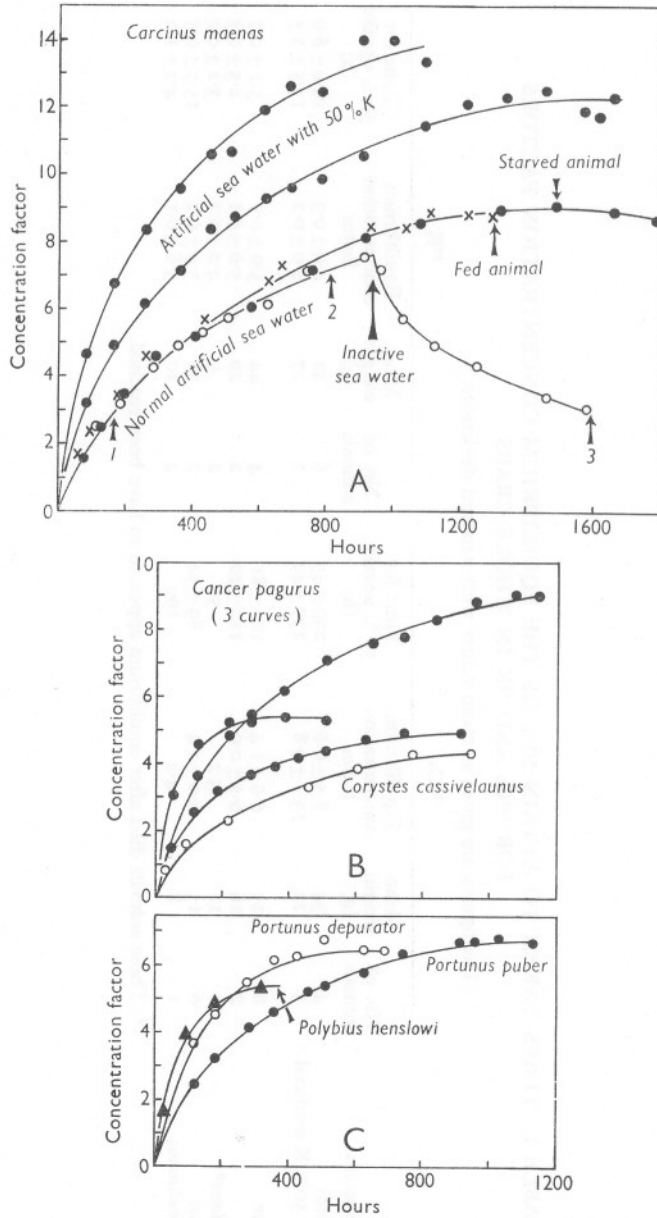 14
12
10
8
6
4
2
0
Concentration factor
Carcinus maenas
Artificial sea water with 50% K
Normal artificial sea water
Starved animal
Fed animal
Inactive
sea water
1
2
3
A
400
800
1200
1600
Hours
10
8
6
4
2
0
Concentration factor
Cancer pagurus
(3 curves)
Corystes cassivelaunus
B
6
4
2
0
Concentration factor
Portunus depurator
Portunus puber
Polybius henslowi
C
400
800
1200
Hours